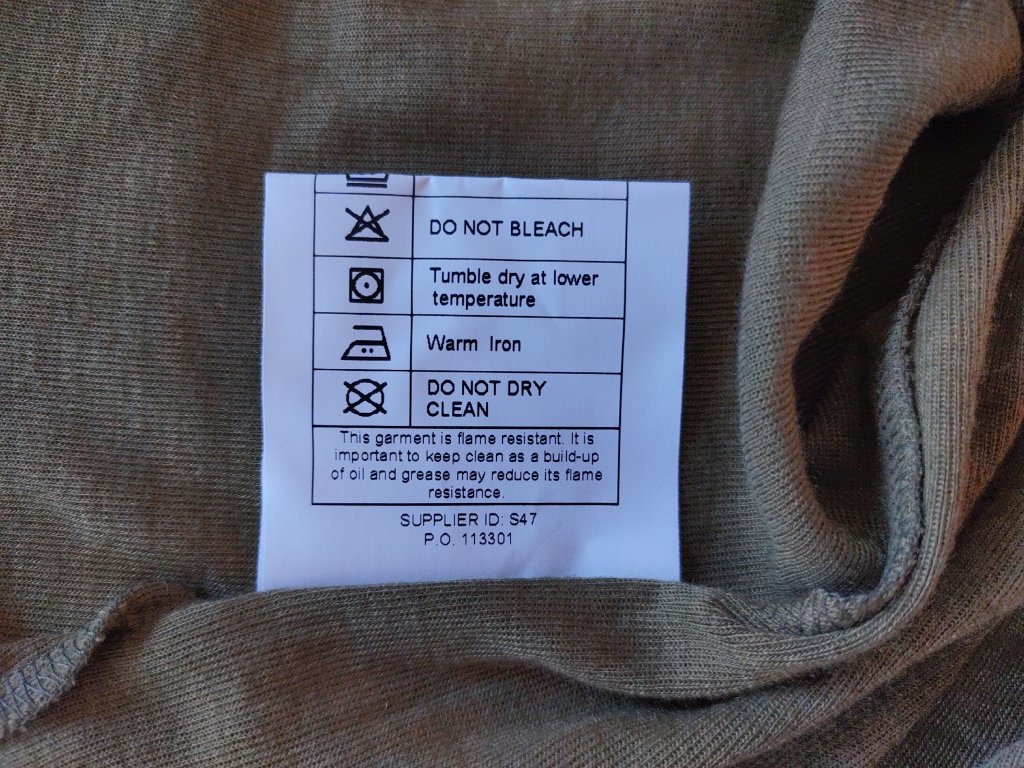 DO NOT BLEACH
Tumble dry at lower
temperature
Warm Iron
DO NOT DRY
CLEAN
This garment is flame resistant. It is
important to keep clean as a build-up
of oil and grease may reduce its flame
resistance.
SUPPLIER ID: S47
P.O. 113301